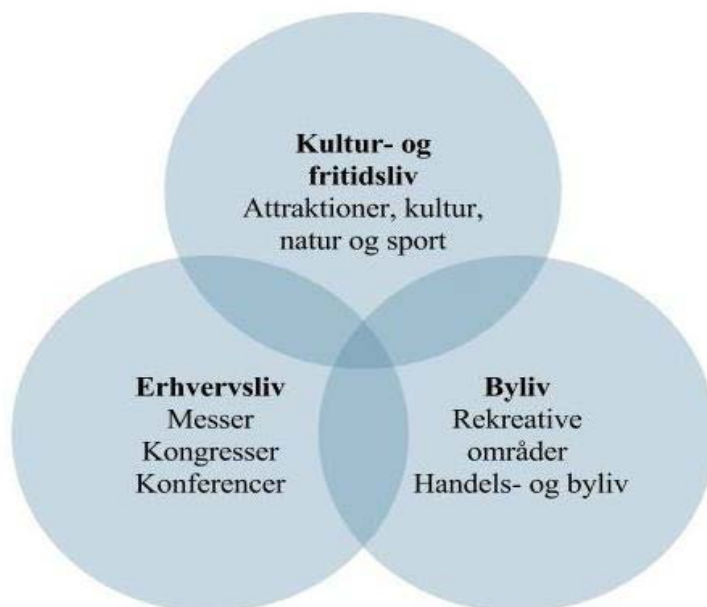 Kultur- og
fritidsliv
Attraktioner, kultur,
natur og sport
Erhvervsliv
Messer
Kongresser
Konferencer
Byliv
Rekreative
områder
Handels- og byliv